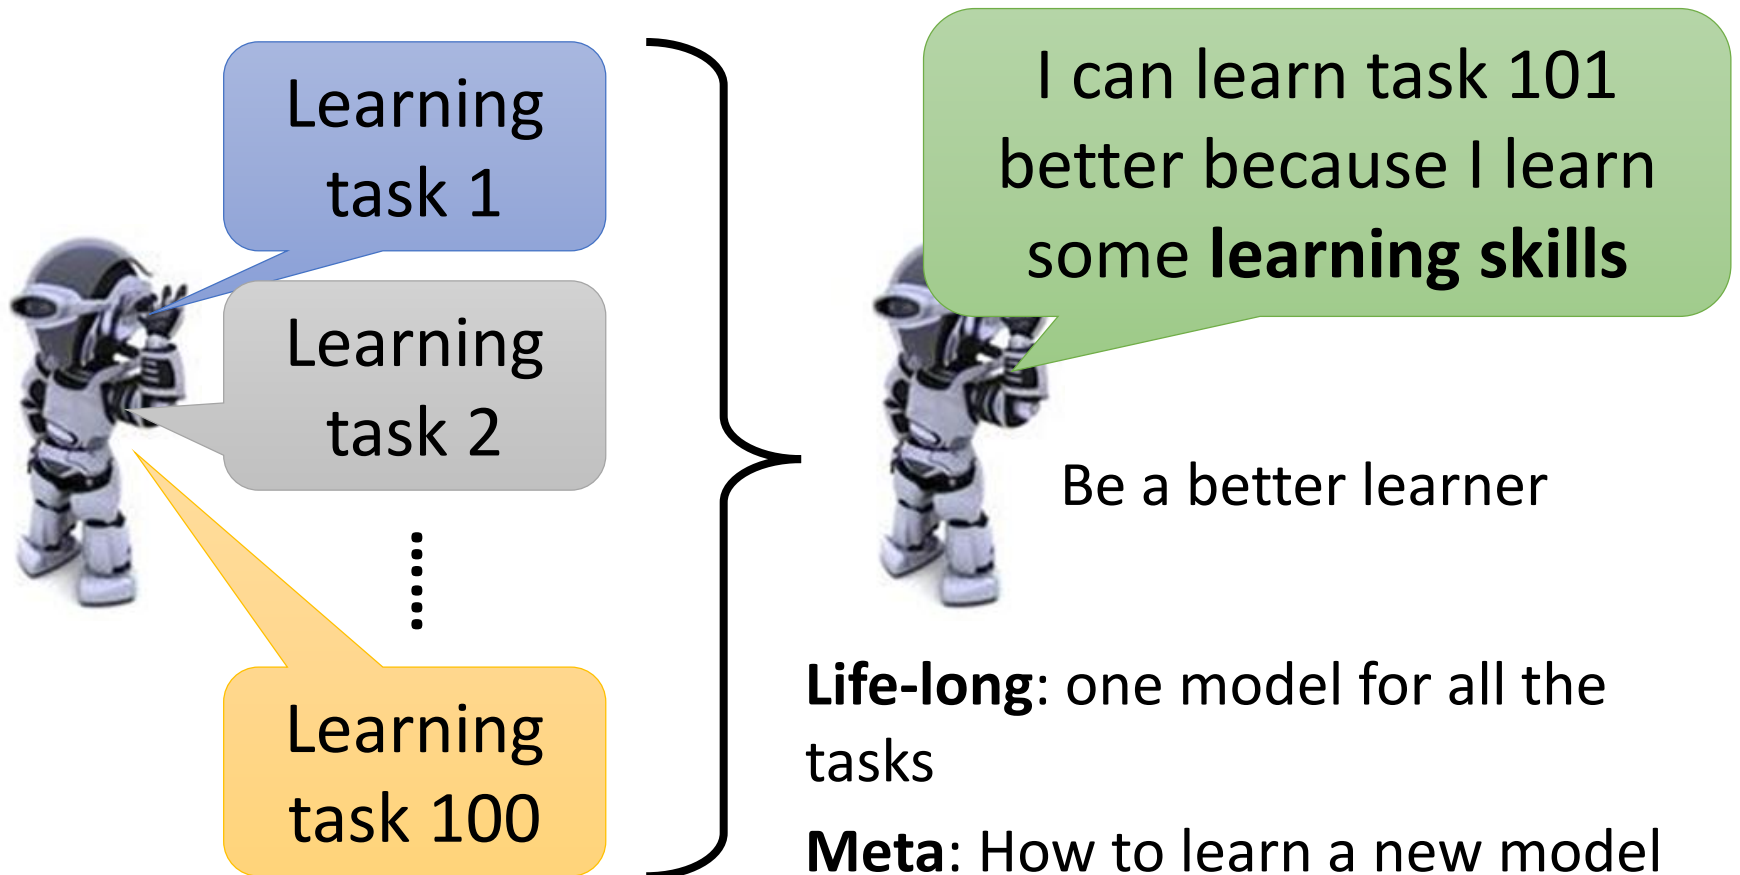 Learning
task 1
Learning
task 2
Learning
task 100
I can learn task 101
better because I learn
some learning skills
Be a better learner
Life-long: one model for all the
tasks
Meta: How to learn a new model